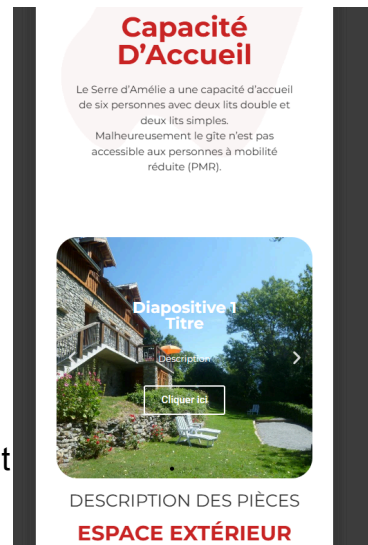 Capacité
D'Accueil
Le Serre d'Amélie a une capacité d'accueil
de six personnes avec deux lits double et
deux lits simples.
Malheureusement le gîte n'est pas
accessible aux personnes à mobilité
réduite (PMR).
Diapositive 1
Titre
Description
Cliquer ici
t
DESCRIPTION DES PIÈCES
ESPACE EXTÉRIEUR